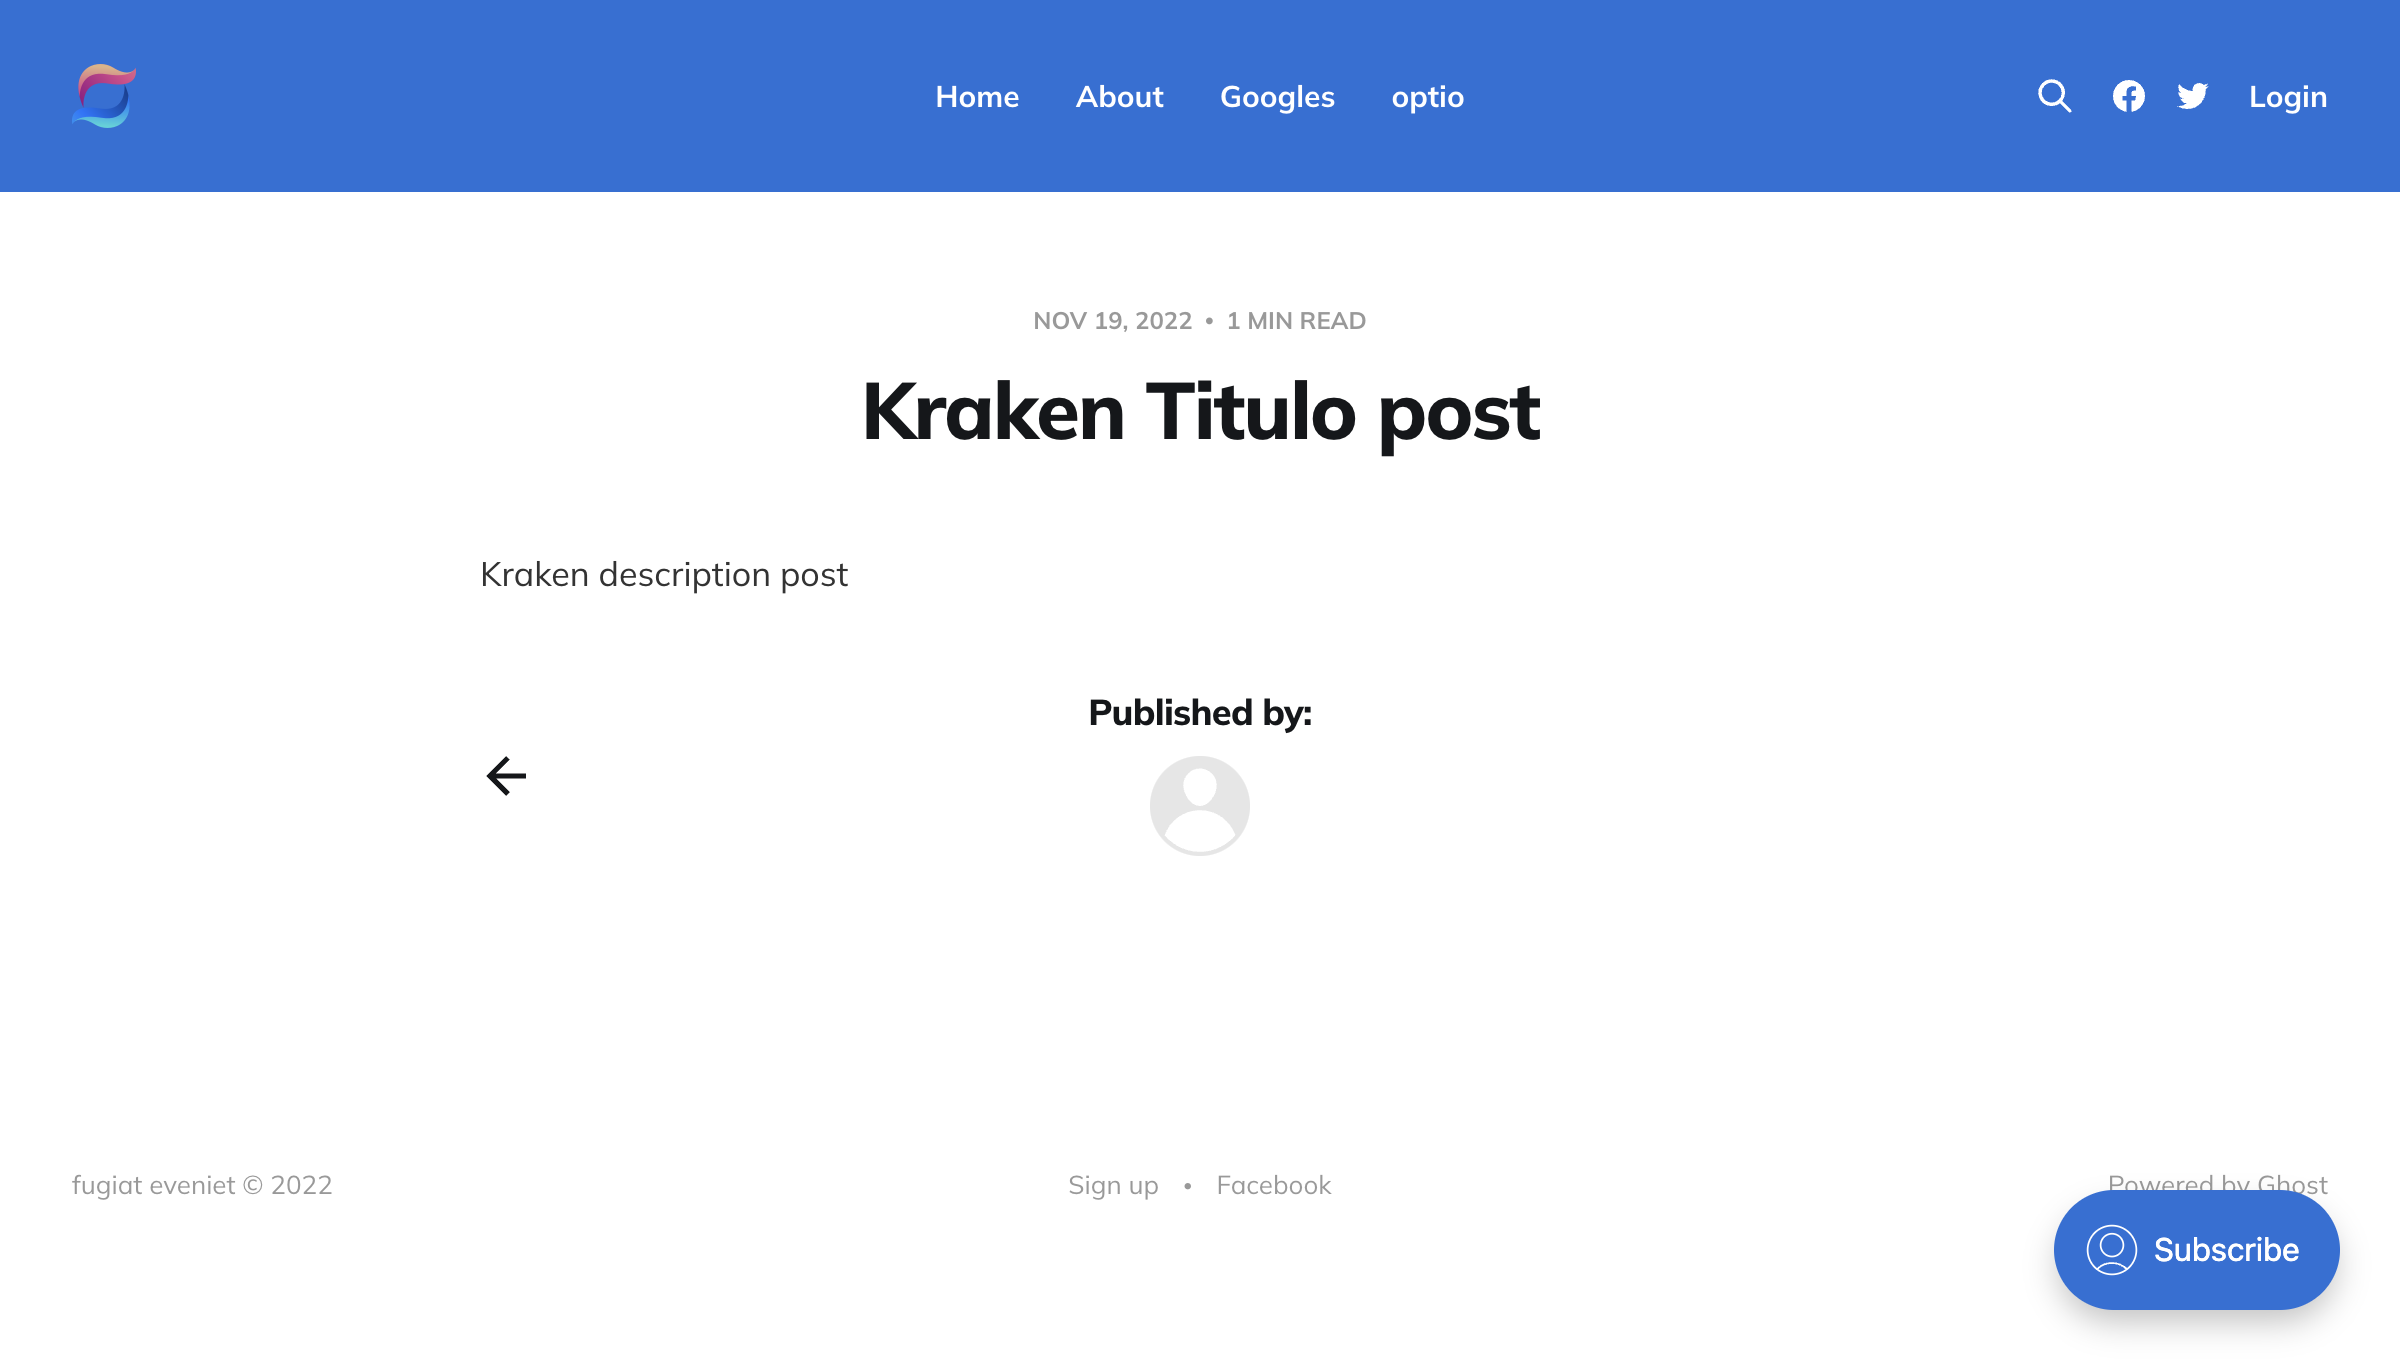 Home About Googles optio Login
NOV 19, 2022 • 1 MIN READ
Kraken Titulo post
Kraken description post
Published by:
fugiat eveniet © 2022 Sign up • Facebook Powered by Ghost
Subscribe